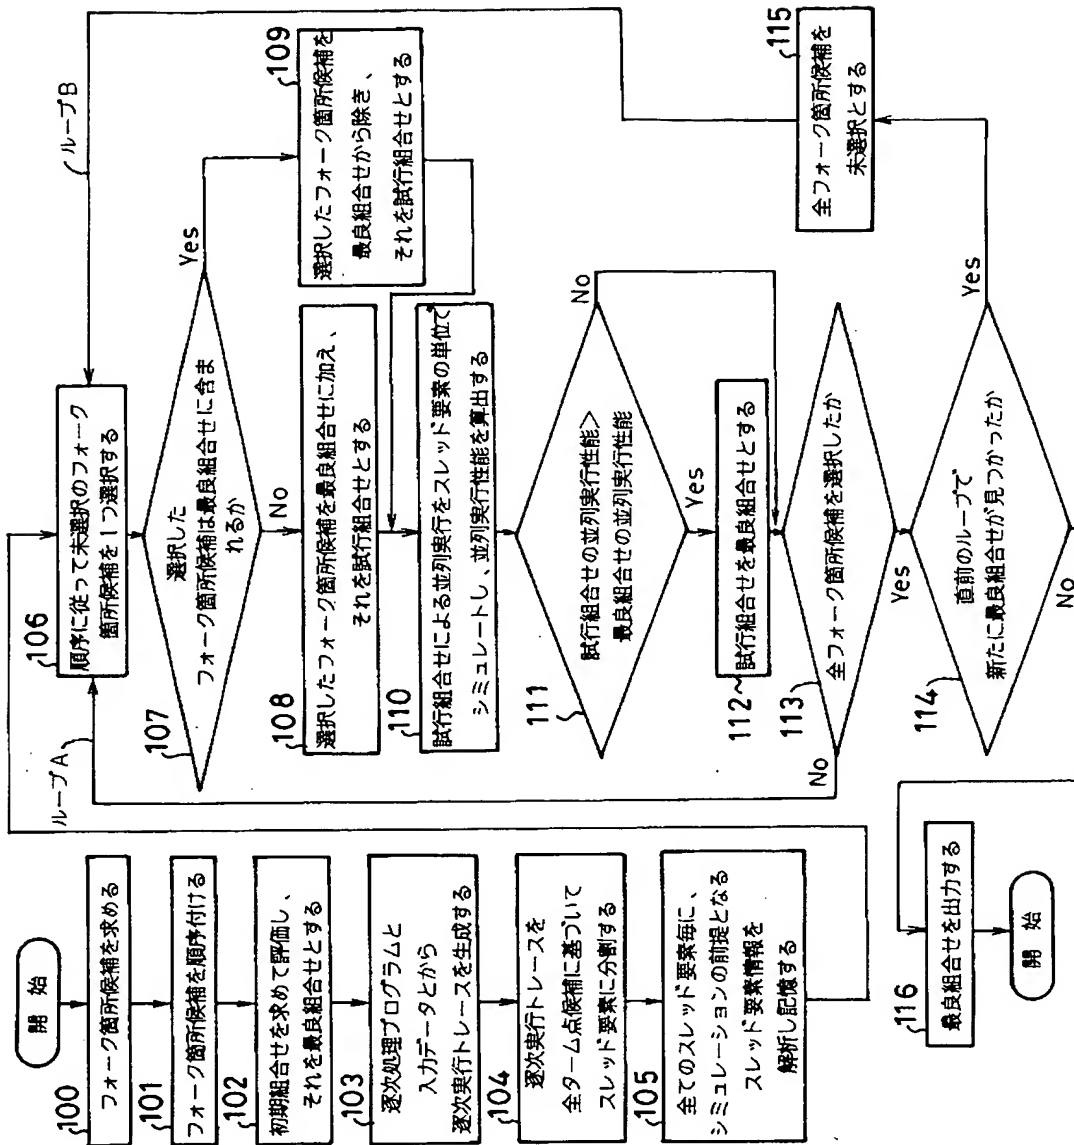 開 始
100
フォーク箇所候補を求める
101
フォーク箇所候補を順序付ける
102
初期組合せを求めて評価し、
それを最良組合せとする
103
逐次処理プログラムと
入力データとから
逐次実行トレースを生成する
104
逐次実行トレースを
全ターム点候補に基づいて
スレッド要素に分割する
105
全てのスレッド要素毎に、
シミュレーションの前提となる
スレッド要素情報を
解析し記憶する
ループA
ループB
106
順序に従って未選択のフォーク
箇所候補を1つ選択する
107
選択した
フォーク箇所候補は最良組合せに含ま
れるか
Yes
No
108
選択したフォーク箇所候補を最良組合せに加え、
それを試行組合せとする
109
選択したフォーク箇所候補を
最良組合せから除き、
それを試行組合せとする
110
試行組合せによる並列実行をスレッド要素の単位で
シミュレートし、並列実行性能を算出する
111
試行組合せの並列実行性能>
最良組合せの並列実行性能
No
Yes
112~
試行組合せを最良組合せとする
113
全フォーク箇所候補を選択したか
No
Yes
114
直前のループで
新たに最良組合せが見つかったか
Yes
No
115
全フォーク箇所候補を
未選択とする
116
最良組合せを出力する
開 始